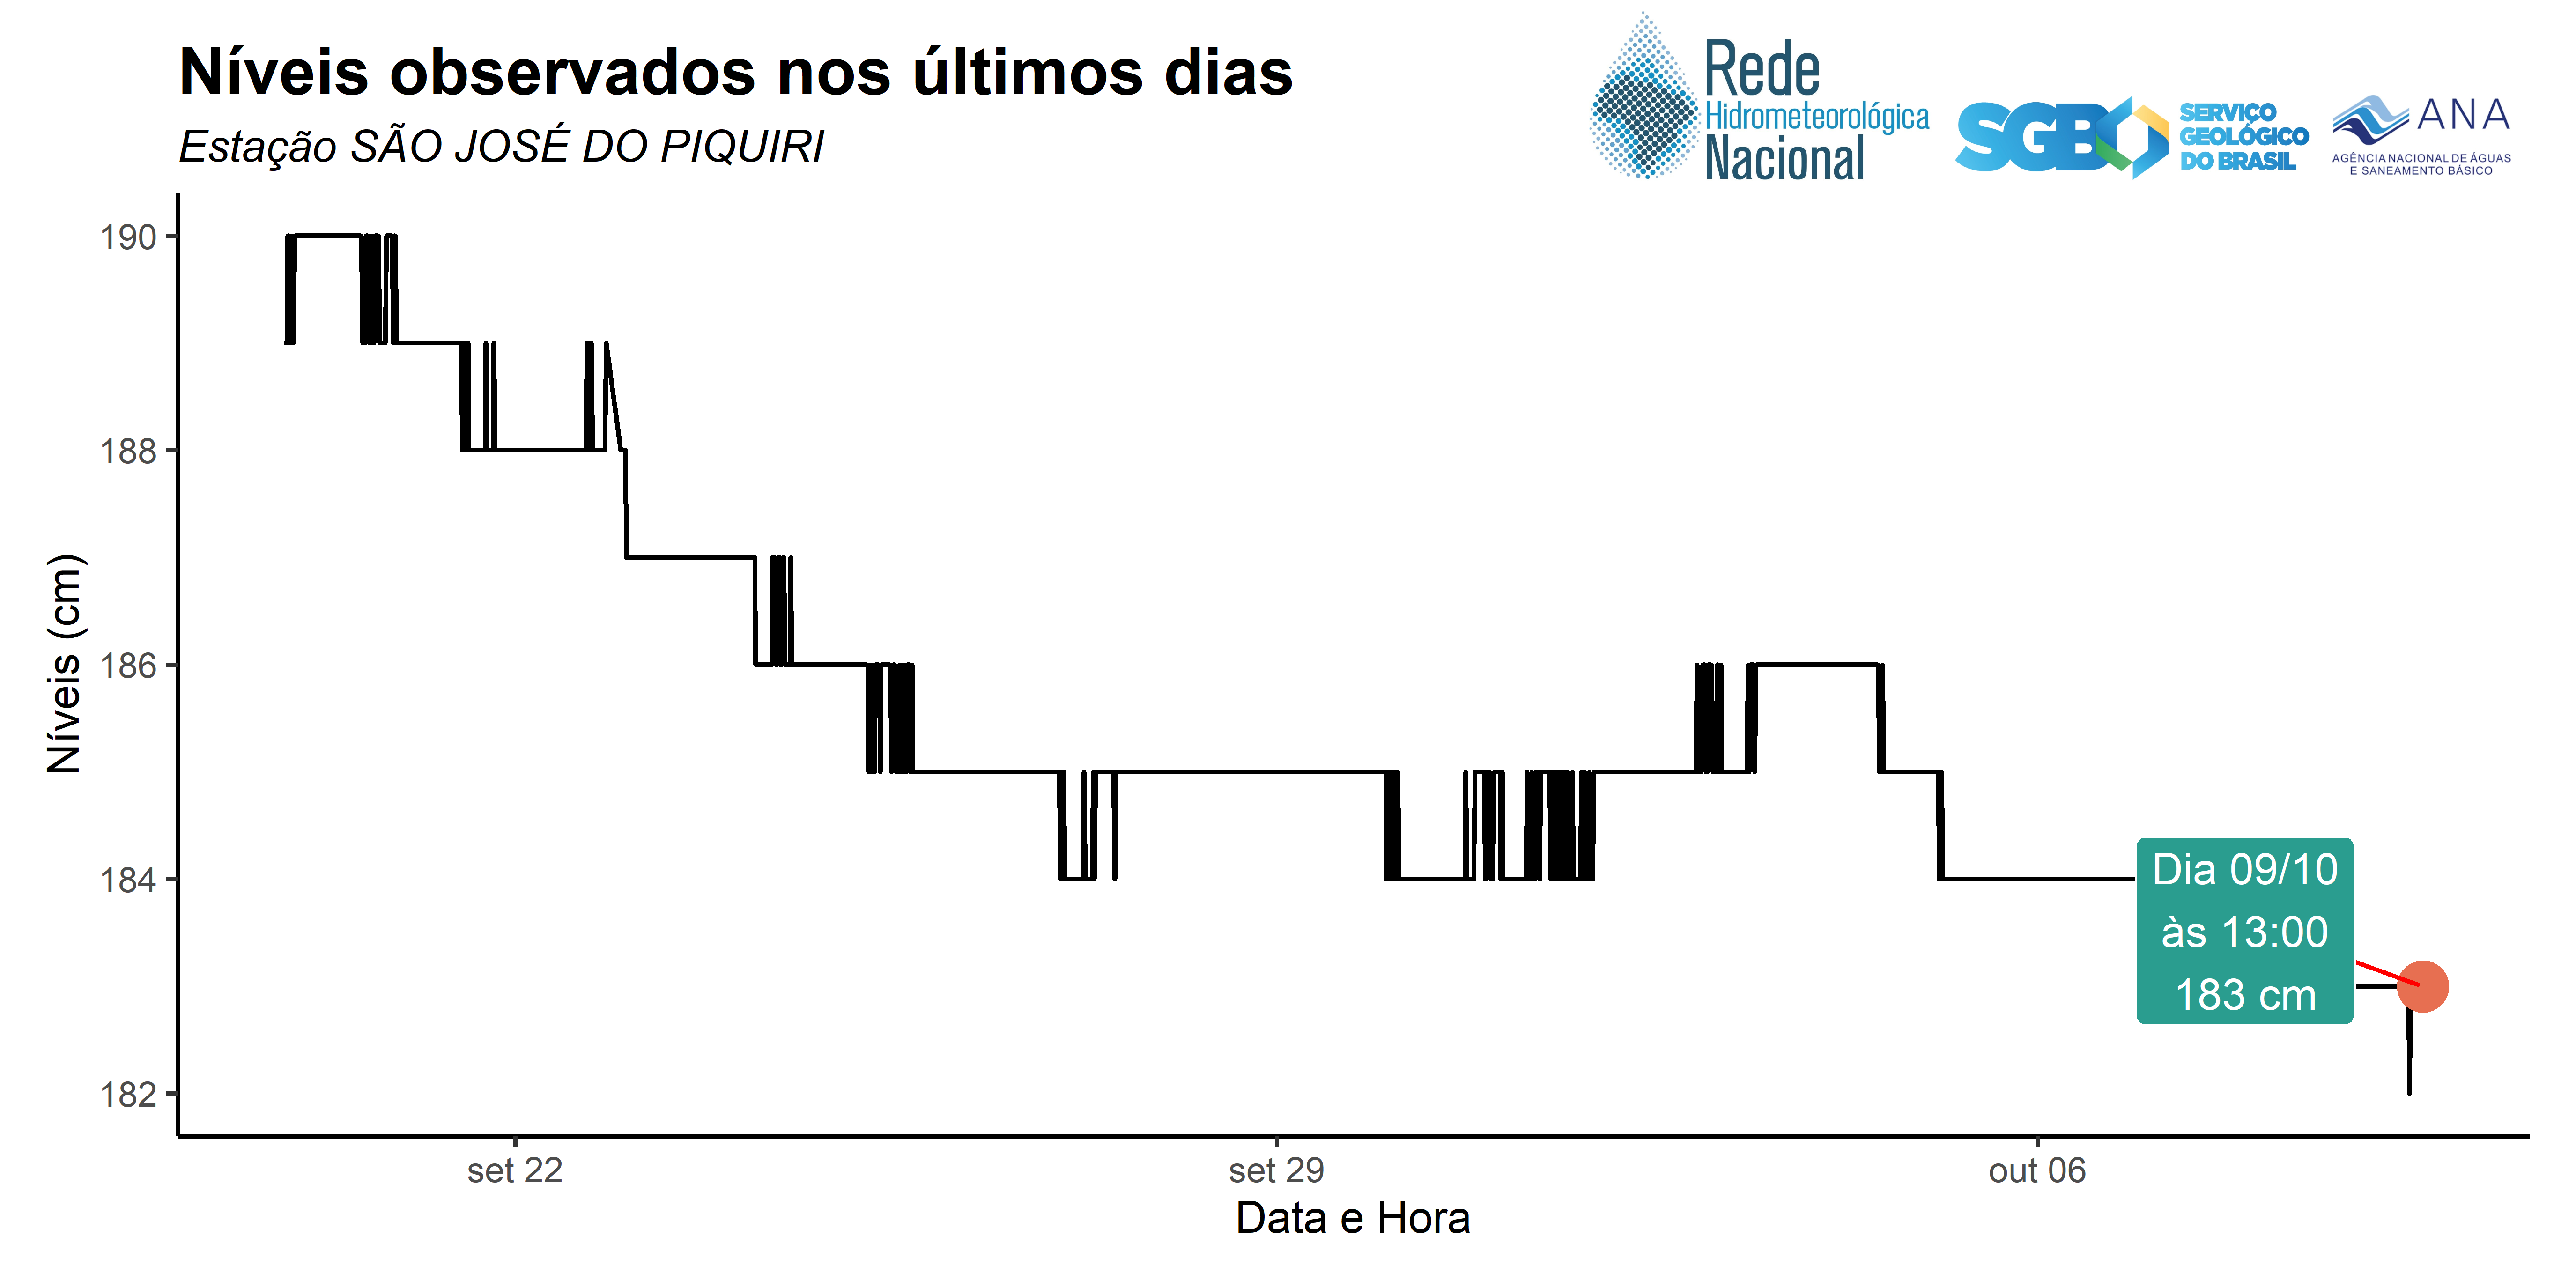 Níveis observados nos últimos dias
Estação SÃO JOSÉ DO PIQUIRI
Rede
Hidrometeorológica
Nacional
SGB
SERVIÇO
GEOLÓGICO
DO BRASIL
ANA
AGÊNCIA NACIONAL DE ÁGUAS
E SANEAMENTO BÁSICO
Níveis (cm)
190
188
186
184
182
Dia 09/10
às 13:00
183 cm
set 22
set 29
out 06
Data e Hora